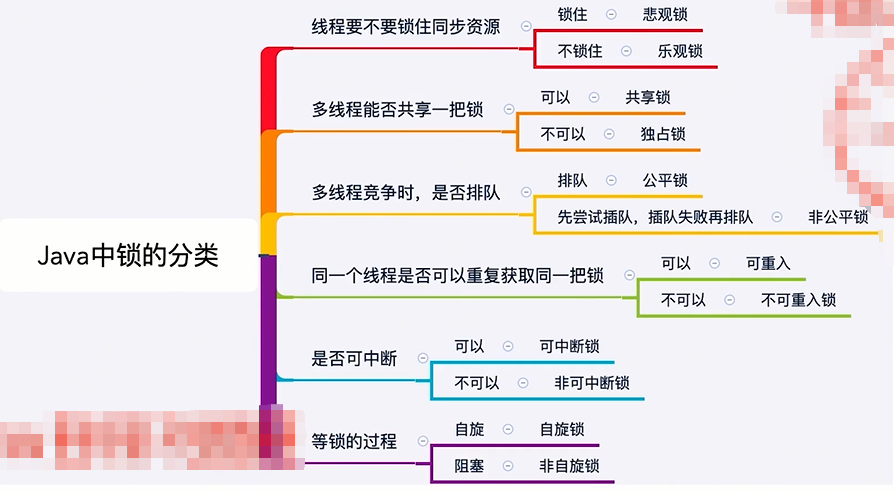 线程要不要锁住同步资源
锁住 悲观锁
不锁住 乐观锁
多线程能否共享一把锁
可以 共享锁
不可以 独占锁
多线程竞争时，是否排队
排队 公平锁
先尝试插队，插队失败再排队 非公平锁
Java中锁的分类
同一个线程是否可以重复获取同一把锁
可以 可重入
不可以 不可重入锁
是否可中断
可以 可中断锁
不可以 非可中断锁
等锁的过程
自旋 自旋锁
阻塞 非自旋锁